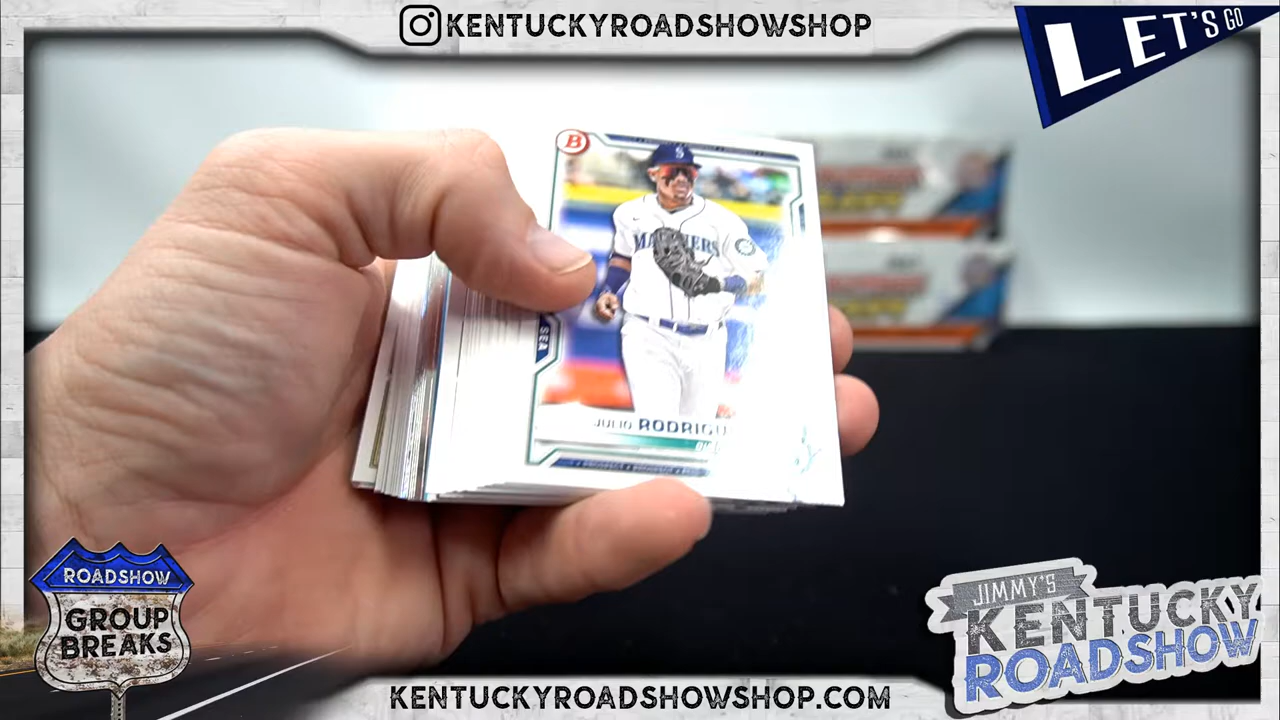 KENTUCKYROADSHOWSHOP
LET'S GO
B
S
MARINERS
SEA
JULIO RODRIGU
ROADSHOW
GROUP
BREAKS
JIMMY'S
KENTUCKY
ROADSHOW
KENTUCKYROADSHOWSHOP.COM